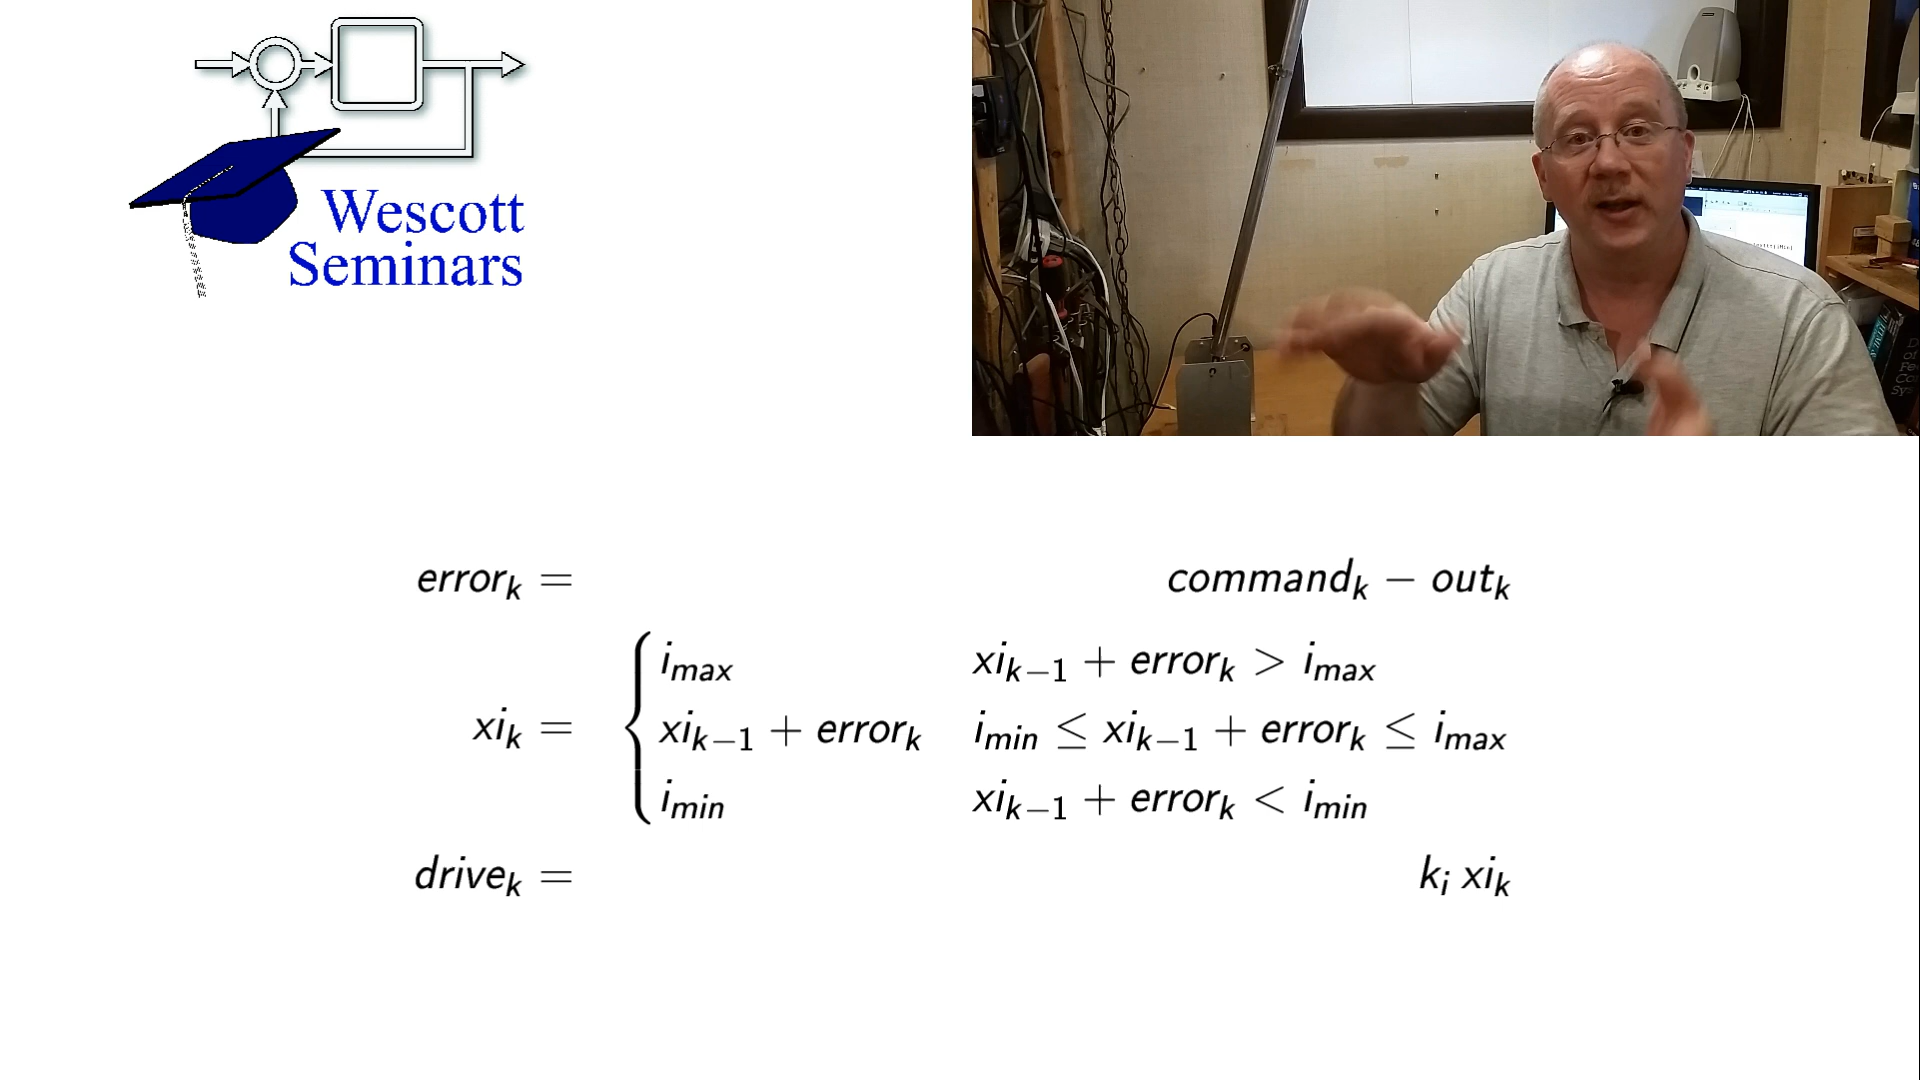 Wescott
Seminars
error_k = command_k − out_k
xi_k = { i_max xi_{k−1} + error_k > i_max
xi_{k−1} + error_k i_min ≤ xi_{k−1} + error_k ≤ i_max
i_min xi_{k−1} + error_k < i_min
drive_k = k_i xi_k